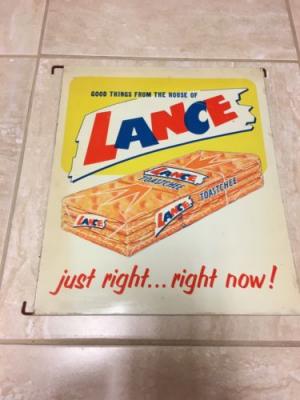 GOOD THINGS FROM THE HOUSE OF
LANCE
LANCE
TOASTCHEE
LANCE
LANCE
TOASTCHEE
just right... right now!